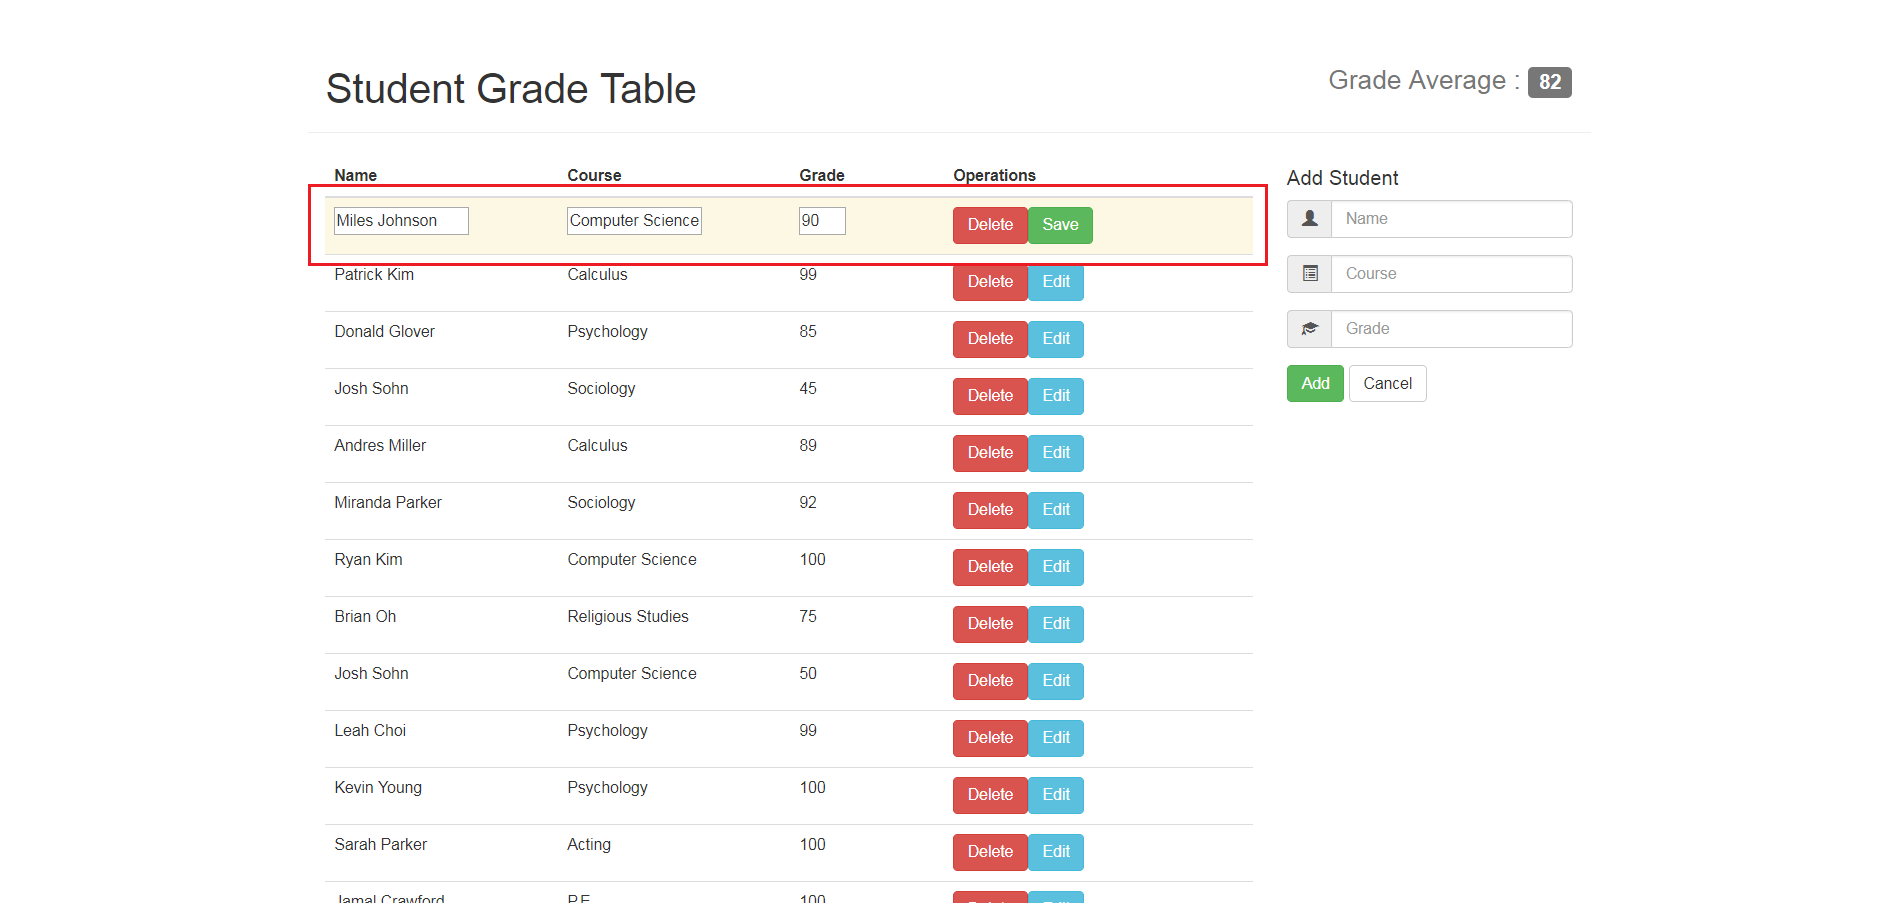 Student Grade Table
Grade Average : 82
Name Course Grade Operations
Miles Johnson Computer Science 90 Delete Save
Patrick Kim Calculus 99 Delete Edit
Donald Glover Psychology 85 Delete Edit
Josh Sohn Sociology 45 Delete Edit
Andres Miller Calculus 89 Delete Edit
Miranda Parker Sociology 92 Delete Edit
Ryan Kim Computer Science 100 Delete Edit
Brian Oh Religious Studies 75 Delete Edit
Josh Sohn Computer Science 50 Delete Edit
Leah Choi Psychology 99 Delete Edit
Kevin Young Psychology 100 Delete Edit
Sarah Parker Acting 100 Delete Edit
Jamal Crawford P.E. 100
Add Student
Name
Course
Grade
Add Cancel